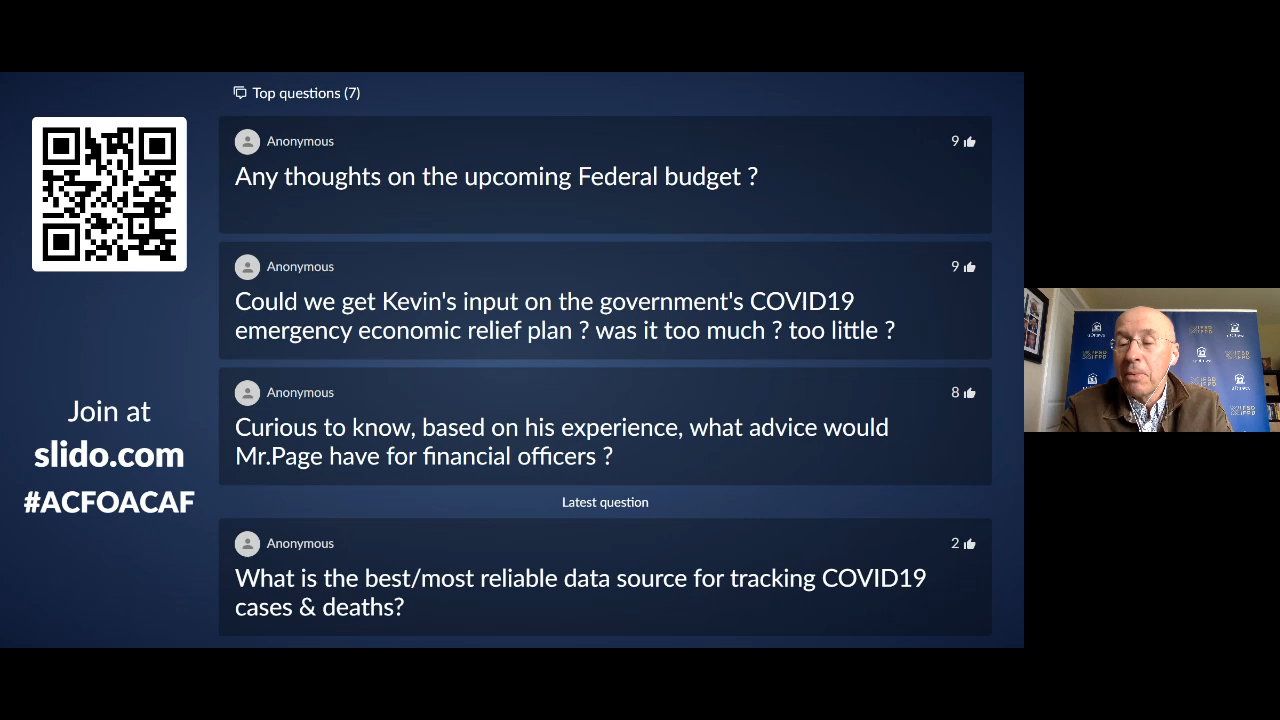 Top questions (7)
Anonymous
9
Any thoughts on the upcoming Federal budget ?
Anonymous
9
Could we get Kevin's input on the government's COVID19
emergency economic relief plan ? was it too much ? too little ?
Anonymous
8
Curious to know, based on his experience, what advice would
Mr.Page have for financial officers ?
Latest question
Anonymous
2
What is the best/most reliable data source for tracking COVID19
cases & deaths?
Join at
slido.com
#ACFOACAF